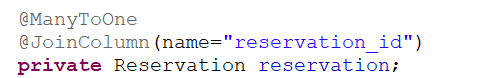 @ManyToOne
@JoinColumn(name="reservation_id")
private Reservation reservation;